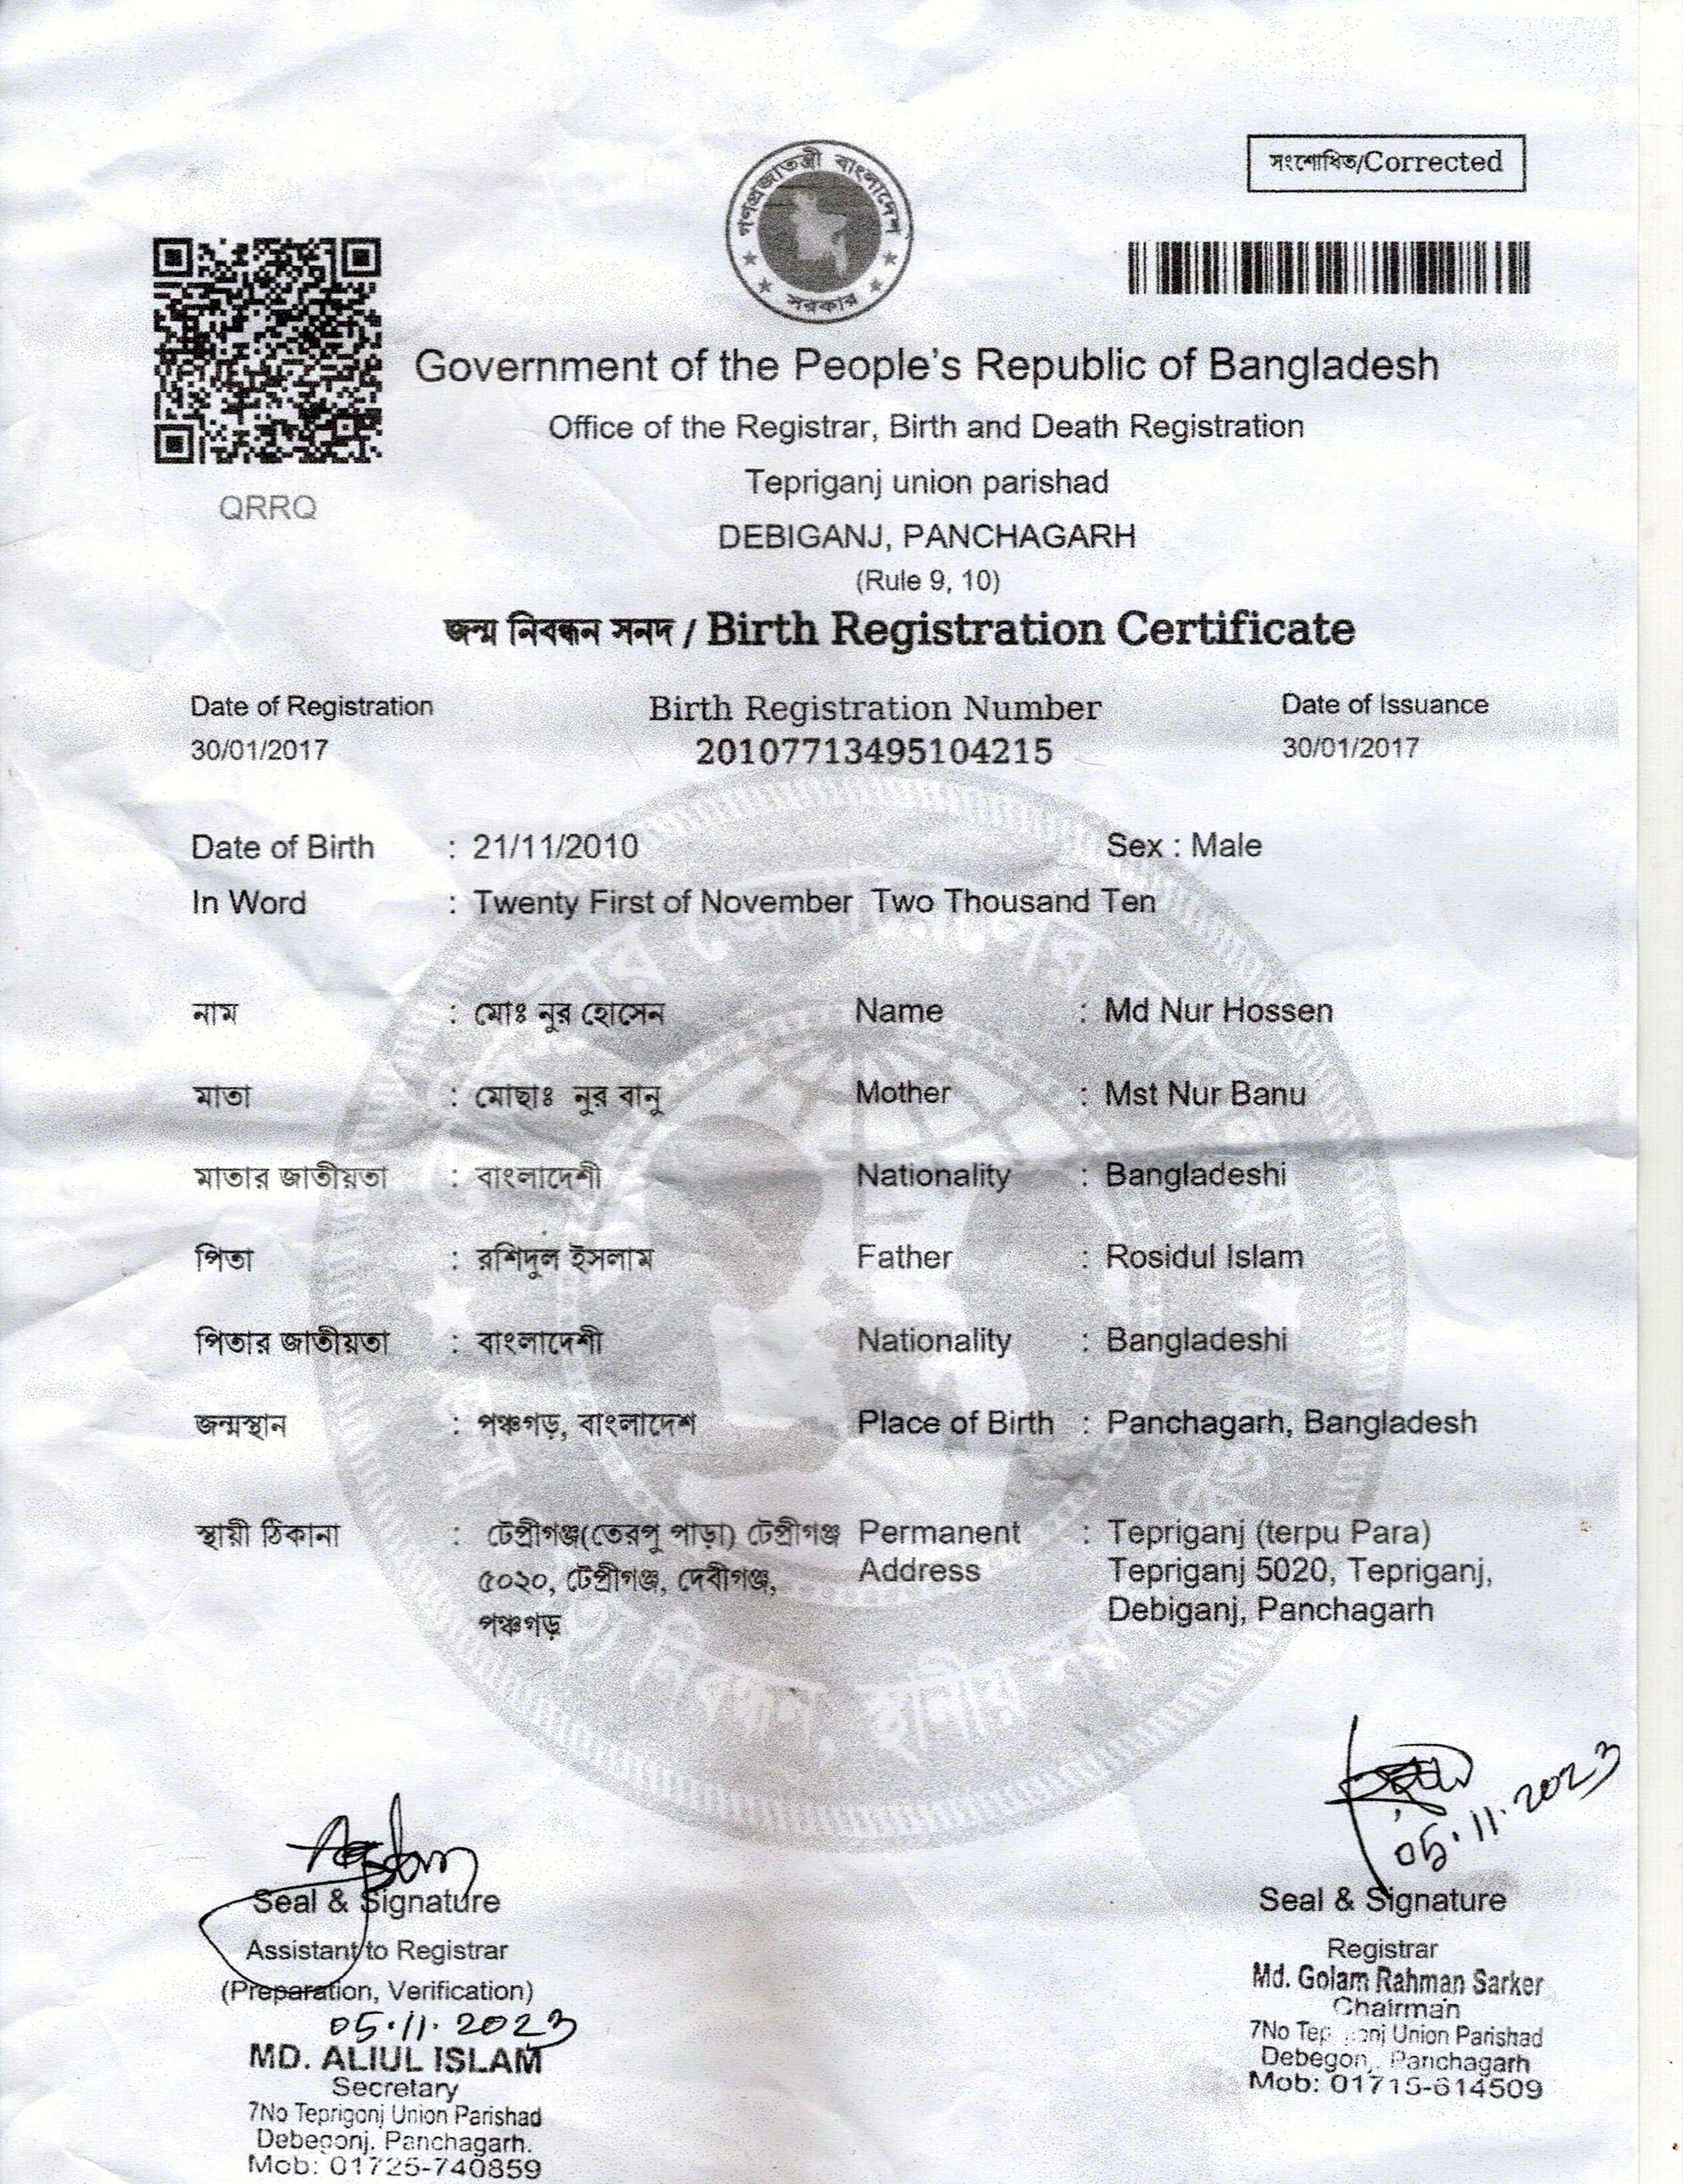 গণপ্রজাতন্ত্রী বাংলাদেশ
সরকার
সংশোধিত/Corrected
QRRQ
Government of the People's Republic of Bangladesh
Office of the Registrar, Birth and Death Registration
Tepriganj union parishad
DEBIGANJ, PANCHAGARH
(Rule 9, 10)
জন্ম নিবন্ধন সনদ / Birth Registration Certificate
Date of Registration Birth Registration Number Date of Issuance
30/01/2017 20107713495104215 30/01/2017
Date of Birth : 21/11/2010 Sex : Male
In Word : Twenty First of November Two Thousand Ten
নাম : মোঃ নুর হোসেন Name : Md Nur Hossen
মাতা : মোছাঃ নুর বানু Mother : Mst Nur Banu
মাতার জাতীয়তা : বাংলাদেশী Nationality : Bangladeshi
পিতা : রশিদুল ইসলাম Father : Rosidul Islam
পিতার জাতীয়তা : বাংলাদেশী Nationality : Bangladeshi
জন্মস্থান : পঞ্চগড়, বাংলাদেশ Place of Birth : Panchagarh, Bangladesh
স্থায়ী ঠিকানা : টেপ্রীগঞ্জ(তেরপু পাড়া) টেপ্রীগঞ্জ Permanent : Tepriganj (terpu Para)
৫০২০, টেপ্রীগঞ্জ, দেবীগঞ্জ, Address Tepriganj 5020, Tepriganj,
পঞ্চগড় Debiganj, Panchagarh
05.11.2023
Seal & Signature Seal & Signature
Assistant to Registrar Registrar
(Preparation, Verification) Md. Golam Rahman Sarker
05.11.2023 Chairman
MD. ALIUL ISLAM 7No Union Parishad
Secretary Panchagarh
7No Teprigonj Union Parishad Mob: 01715-614509
Debegonj. Panchagarh.
Mob: 01725-740859